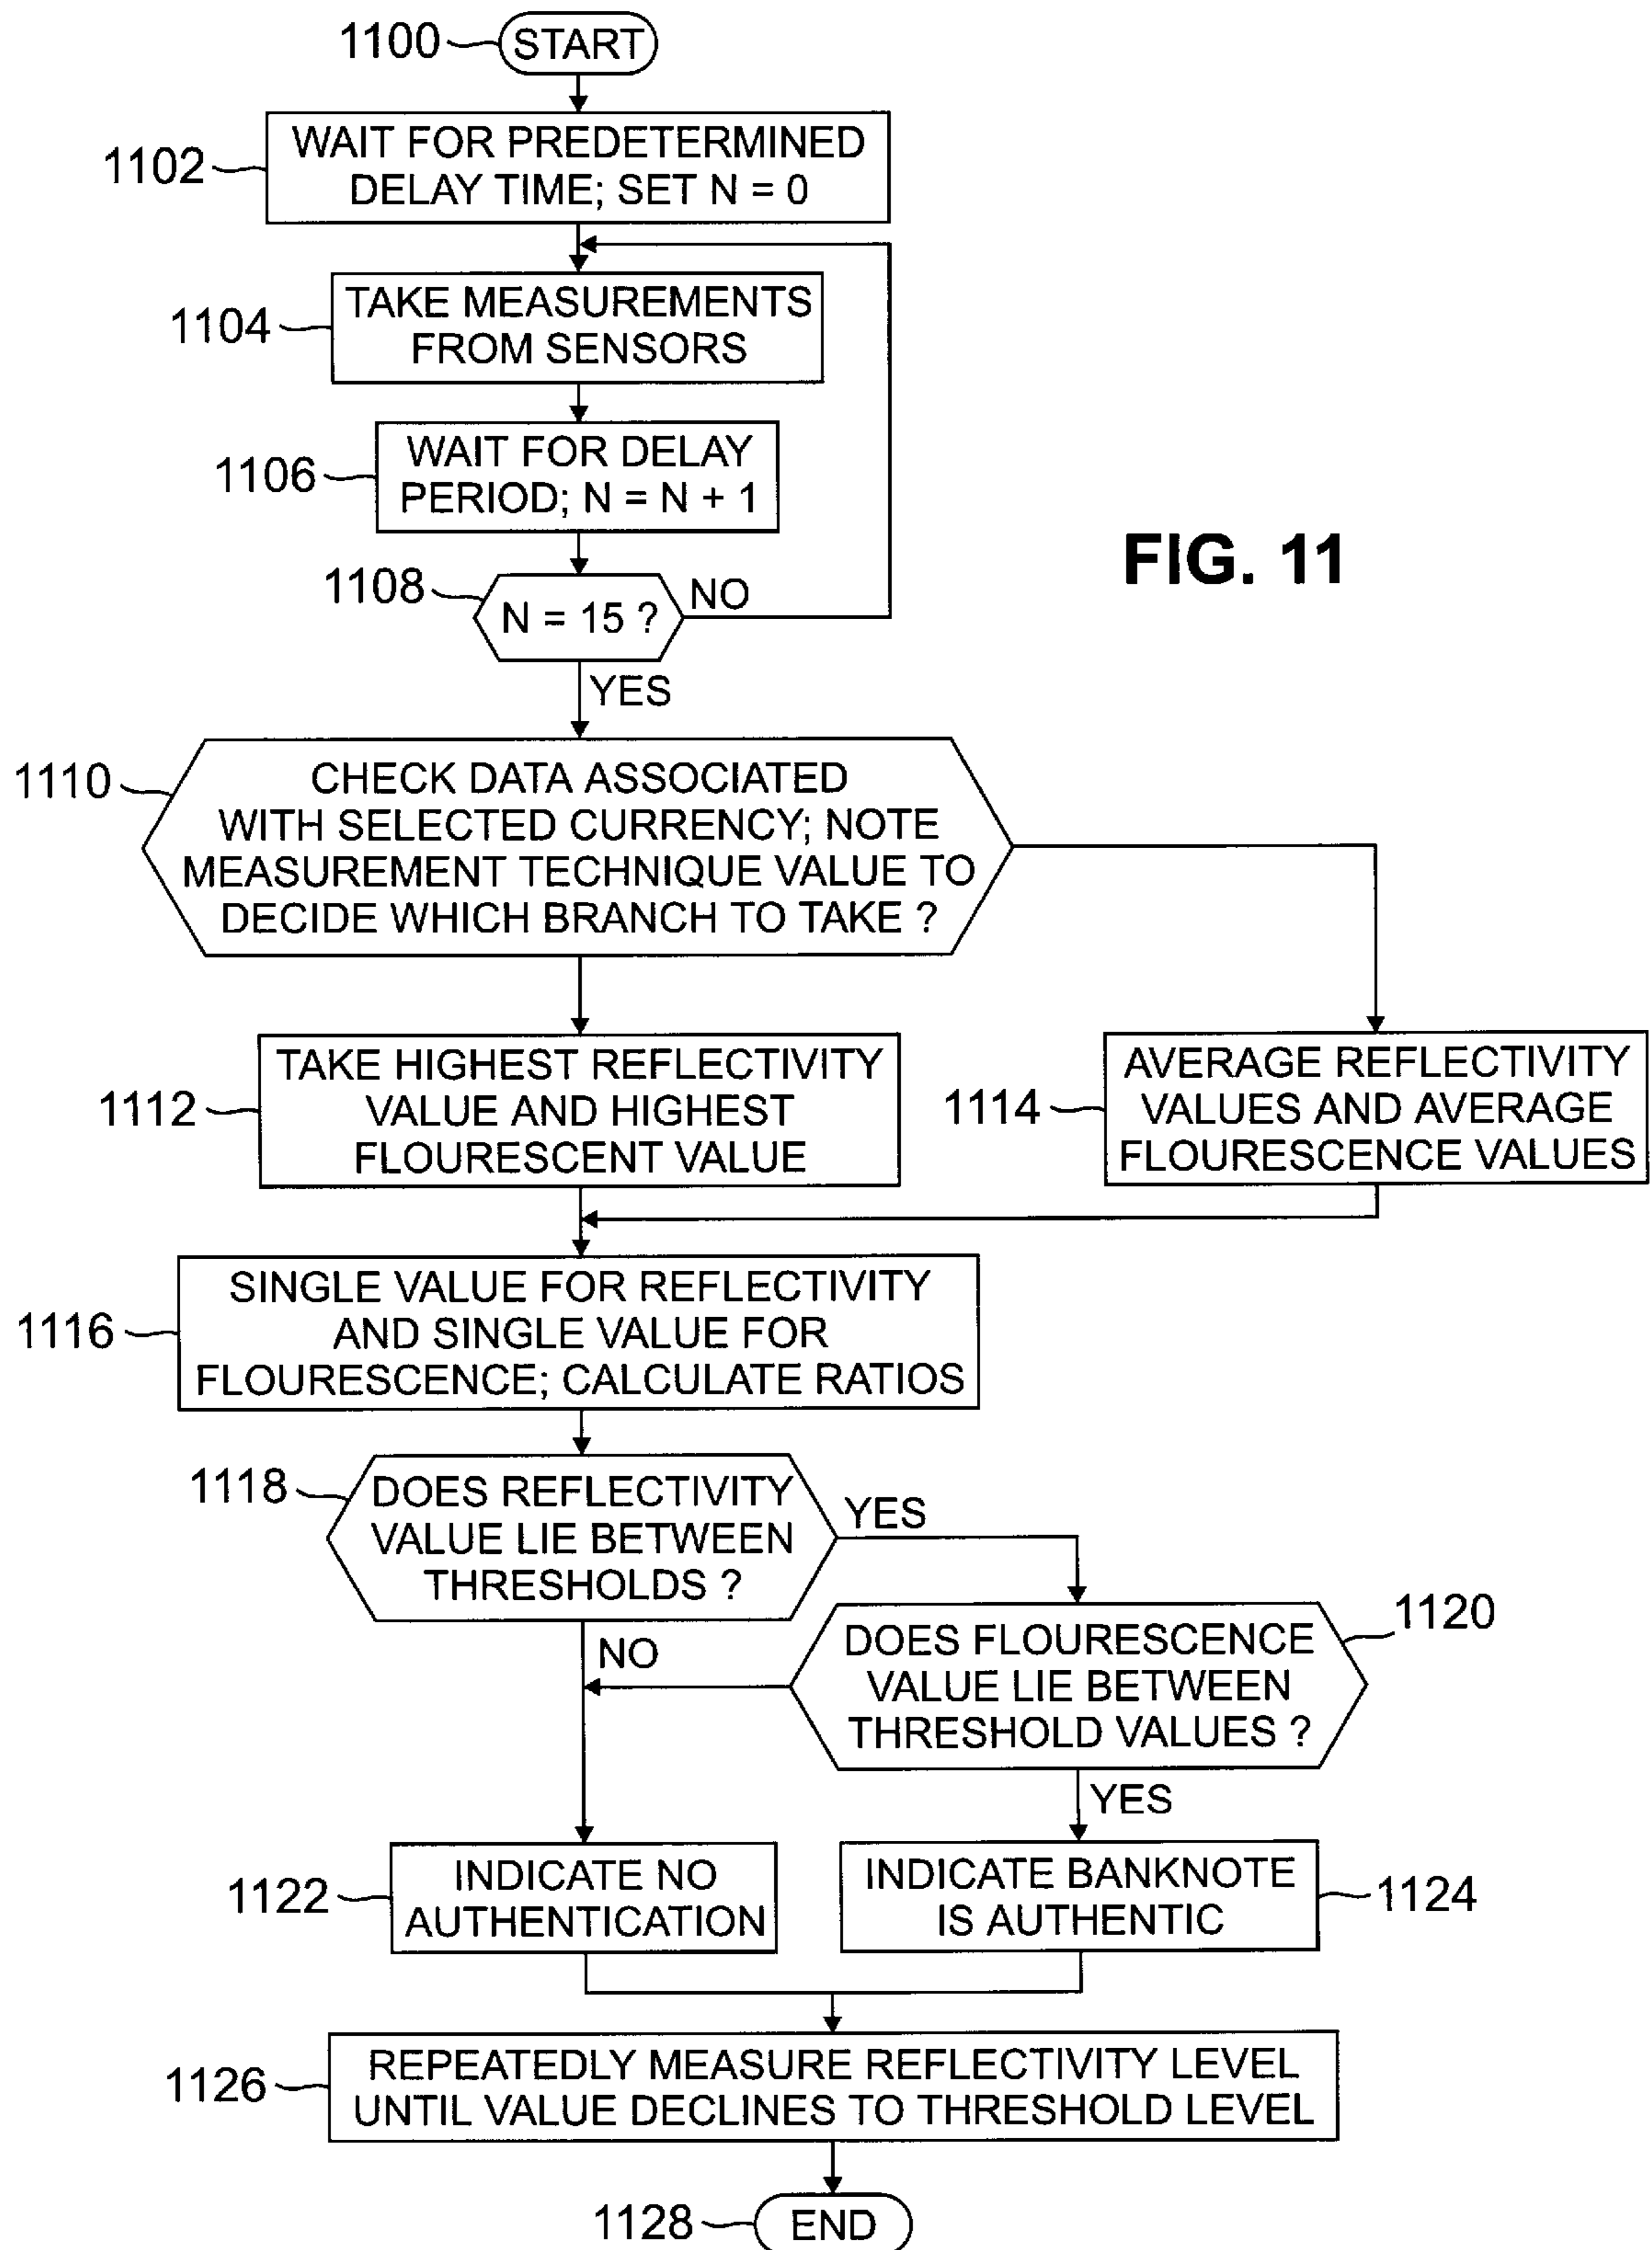 1100
START
1102
WAIT FOR PREDETERMINED
DELAY TIME; SET N = 0
1104
TAKE MEASUREMENTS
FROM SENSORS
1106
WAIT FOR DELAY
PERIOD; N = N + 1
FIG. 11
1108
N = 15 ?
NO
YES
1110
CHECK DATA ASSOCIATED
WITH SELECTED CURRENCY; NOTE
MEASUREMENT TECHNIQUE VALUE TO
DECIDE WHICH BRANCH TO TAKE ?
1112
TAKE HIGHEST REFLECTIVITY
VALUE AND HIGHEST
FLOURESCENT VALUE
1114
AVERAGE REFLECTIVITY
VALUES AND AVERAGE
FLOURESCENCE VALUES
1116
SINGLE VALUE FOR REFLECTIVITY
AND SINGLE VALUE FOR
FLOURESCENCE; CALCULATE RATIOS
1118
DOES REFLECTIVITY
VALUE LIE BETWEEN
THRESHOLDS ?
YES
NO
1120
DOES FLOURESCENCE
VALUE LIE BETWEEN
THRESHOLD VALUES ?
YES
1122
INDICATE NO
AUTHENTICATION
INDICATE BANKNOTE
IS AUTHENTIC
1124
1126
REPEATEDLY MEASURE REFLECTIVITY LEVEL
UNTIL VALUE DECLINES TO THRESHOLD LEVEL
1128
END